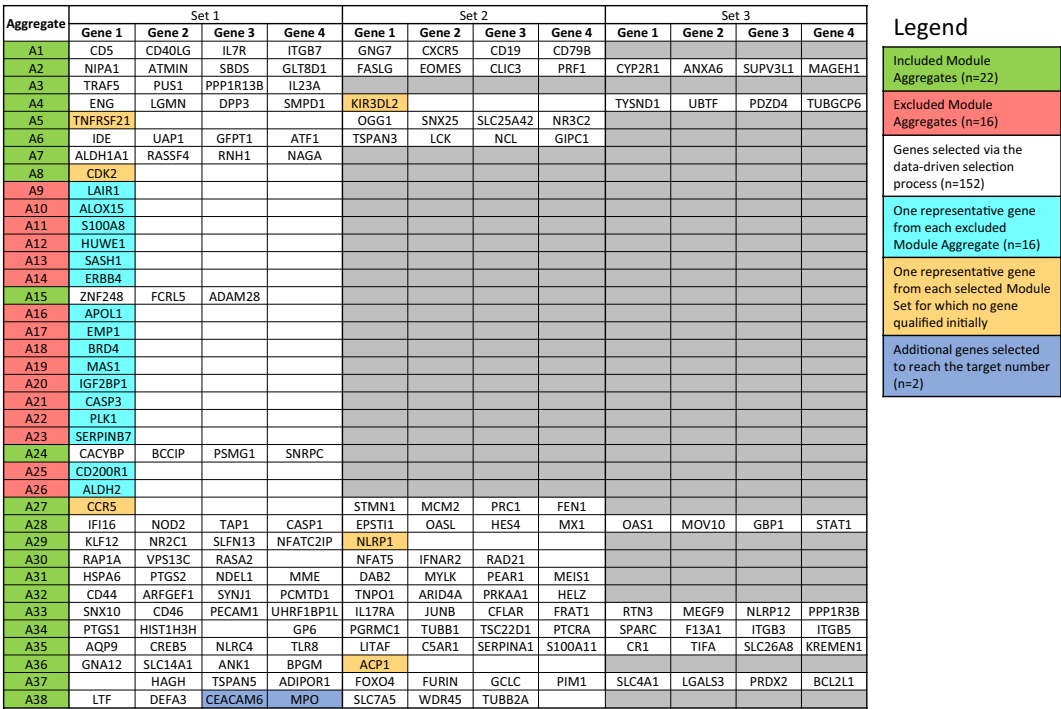 Aggregate Set 1 Set 2 Set 3
Gene 1 Gene 2 Gene 3 Gene 4 Gene 1 Gene 2 Gene 3 Gene 4 Gene 1 Gene 2 Gene 3 Gene 4
A1 CD5 CD40LG IL7R ITGB7 GNG7 CXCR5 CD19 CD79B
A2 NIPA1 ATMIN SBDS GLT8D1 FASLG EOMES CLIC3 PRF1 CYP2R1 ANXA6 SUPV3L1 MAGEH1
A3 TRAF5 PUS1 PPP1R13B IL23A
A4 ENG LGMN DPP3 SMPD1 KIR3DL2 TYSND1 UBTF PDZD4 TUBGCP6
A5 TNFRSF21 OGG1 SNX25 SLC25A42 NR3C2
A6 IDE UAP1 GFPT1 ATF1 TSPAN3 LCK NCL GIPC1
A7 ALDH1A1 RASSF4 RNH1 NAGA
A8 CDK2
A9 LAIR1
A10 ALOX15
A11 S100A8
A12 HUWE1
A13 SASH1
A14 ERBB4
A15 ZNF248 FCRL5 ADAM28
A16 APOL1
A17 EMP1
A18 BRD4
A19 MAS1
A20 IGF2BP1
A21 CASP3
A22 PLK1
A23 SERPINB7
A24 CACYBP BCCIP PSMG1 SNRPC
A25 CD200R1
A26 ALDH2
A27 CCR5 STMN1 MCM2 PRC1 FEN1
A28 IFI16 NOD2 TAP1 CASP1 EPSTI1 OASL HES4 MX1 OAS1 MOV10 GBP1 STAT1
A29 KLF12 NR2C1 SLFN13 NFATC2IP NLRP1
A30 RAP1A VPS13C RASA2 NFAT5 IFNAR2 RAD21
A31 HSPA6 PTGS2 NDEL1 MME DAB2 MYLK PEAR1 MEIS1
A32 CD44 ARFGEF1 SYNJ1 PCMTD1 TNPO1 ARID4A PRKAA1 HELZ
A33 SNX10 CD46 PECAM1 UHRF1BP1L IL17RA JUNB CFLAR FRAT1 RTN3 MEGF9 NLRP12 PPP1R3B
A34 PTGS1 HIST1H3H GP6 PGRMC1 TUBB1 TSC22D1 PTCRA SPARC F13A1 ITGB3 ITGB5
A35 AQP9 CREB5 NLRC4 TLR8 LITAF C5AR1 SERPINA1 S100A11 CR1 TIFA SLC26A8 KREMEN1
A36 GNA12 SLC14A1 ANK1 BPGM ACP1
A37 HAGH TSPAN5 ADIPOR1 FOXO4 FURIN GCLC PIM1 SLC4A1 LGALS3 PRDX2 BCL2L1
A38 LTF DEFA3 CEACAM6 MPO SLC7A5 WDR45 TUBB2A
Legend
Included Module
Aggregates (n=22)
Excluded Module
Aggregates (n=16)
Genes selected via the
data-driven selection
process (n=152)
One representative gene
from each excluded
Module Aggregate (n=16)
One representative gene
from each selected Module
Set for which no gene
qualified initially
Additional genes selected
to reach the target number
(n=2)